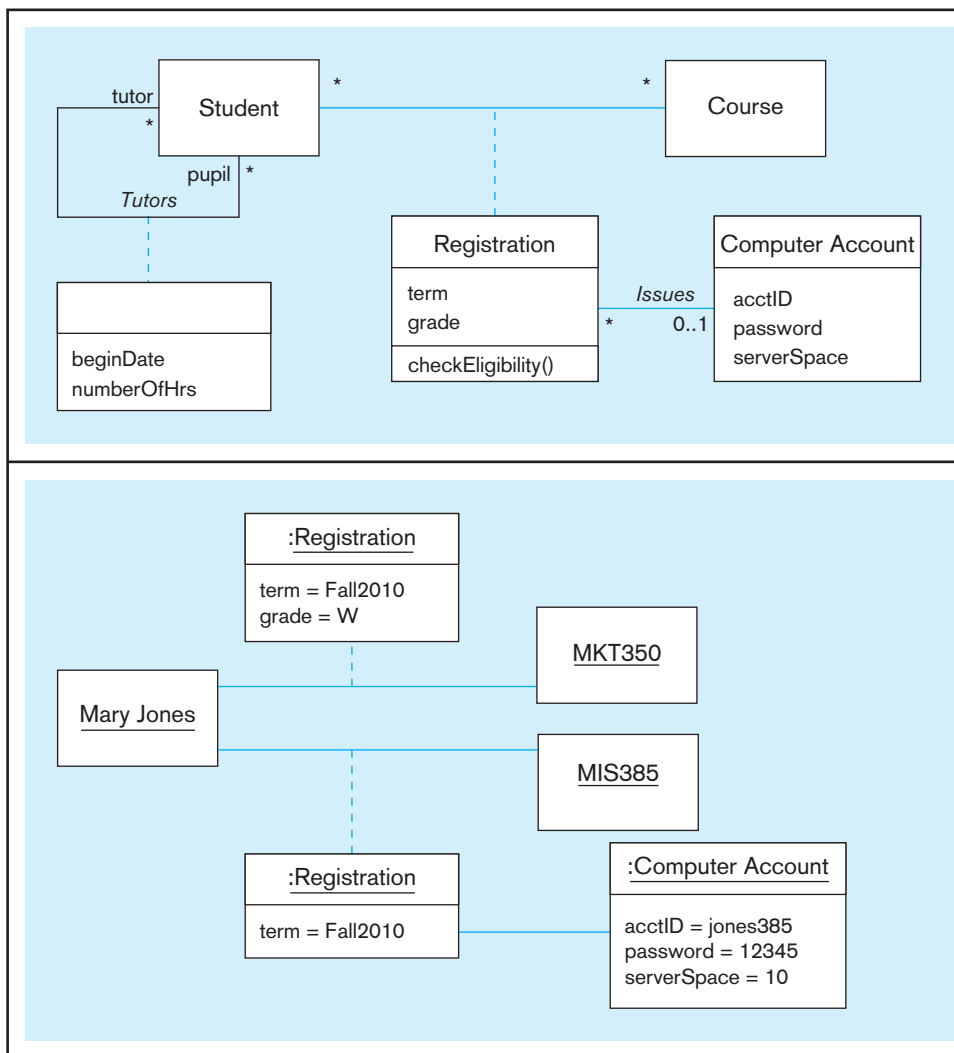 tutor
*
Student
*
*
Course
pupil
*
Tutors
beginDate
numberOfHrs
Registration
term
grade
checkEligibility()
Issues
*
0..1
Computer Account
acctID
password
serverSpace
:Registration
term = Fall2010
grade = W
MKT350
Mary Jones
MIS385
:Registration
term = Fall2010
:Computer Account
acctID = jones385
password = 12345
serverSpace = 10